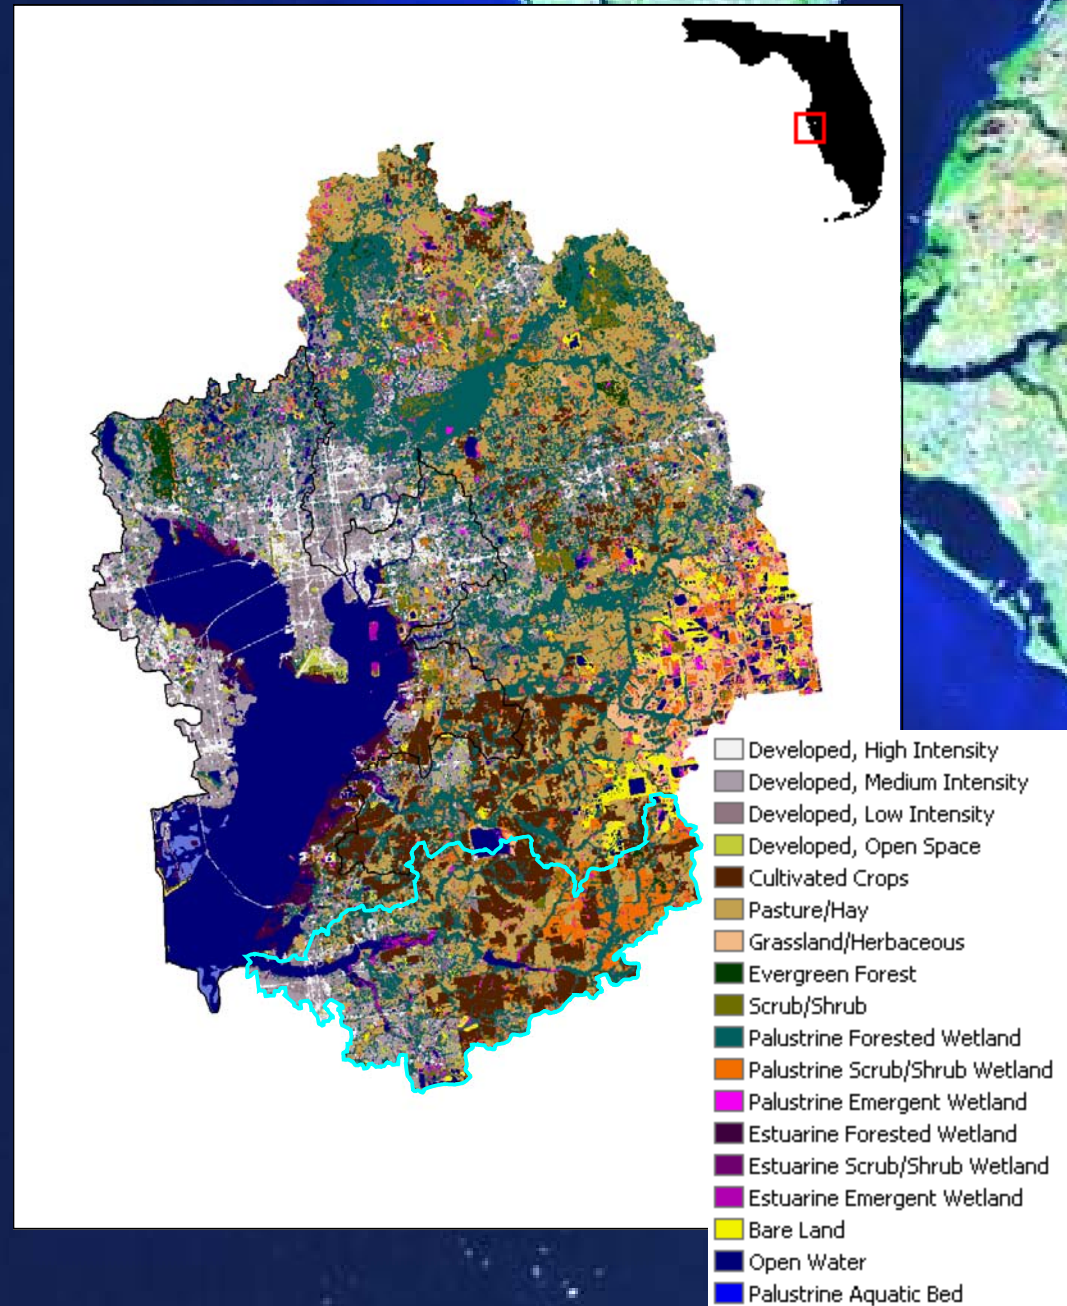 Developed, High Intensity
Developed, Medium Intensity
Developed, Low Intensity
Developed, Open Space
Cultivated Crops
Pasture/Hay
Grassland/Herbaceous
Evergreen Forest
Scrub/Shrub
Palustrine Forested Wetland
Palustrine Scrub/Shrub Wetland
Palustrine Emergent Wetland
Estuarine Forested Wetland
Estuarine Scrub/Shrub Wetland
Estuarine Emergent Wetland
Bare Land
Open Water
Palustrine Aquatic Bed